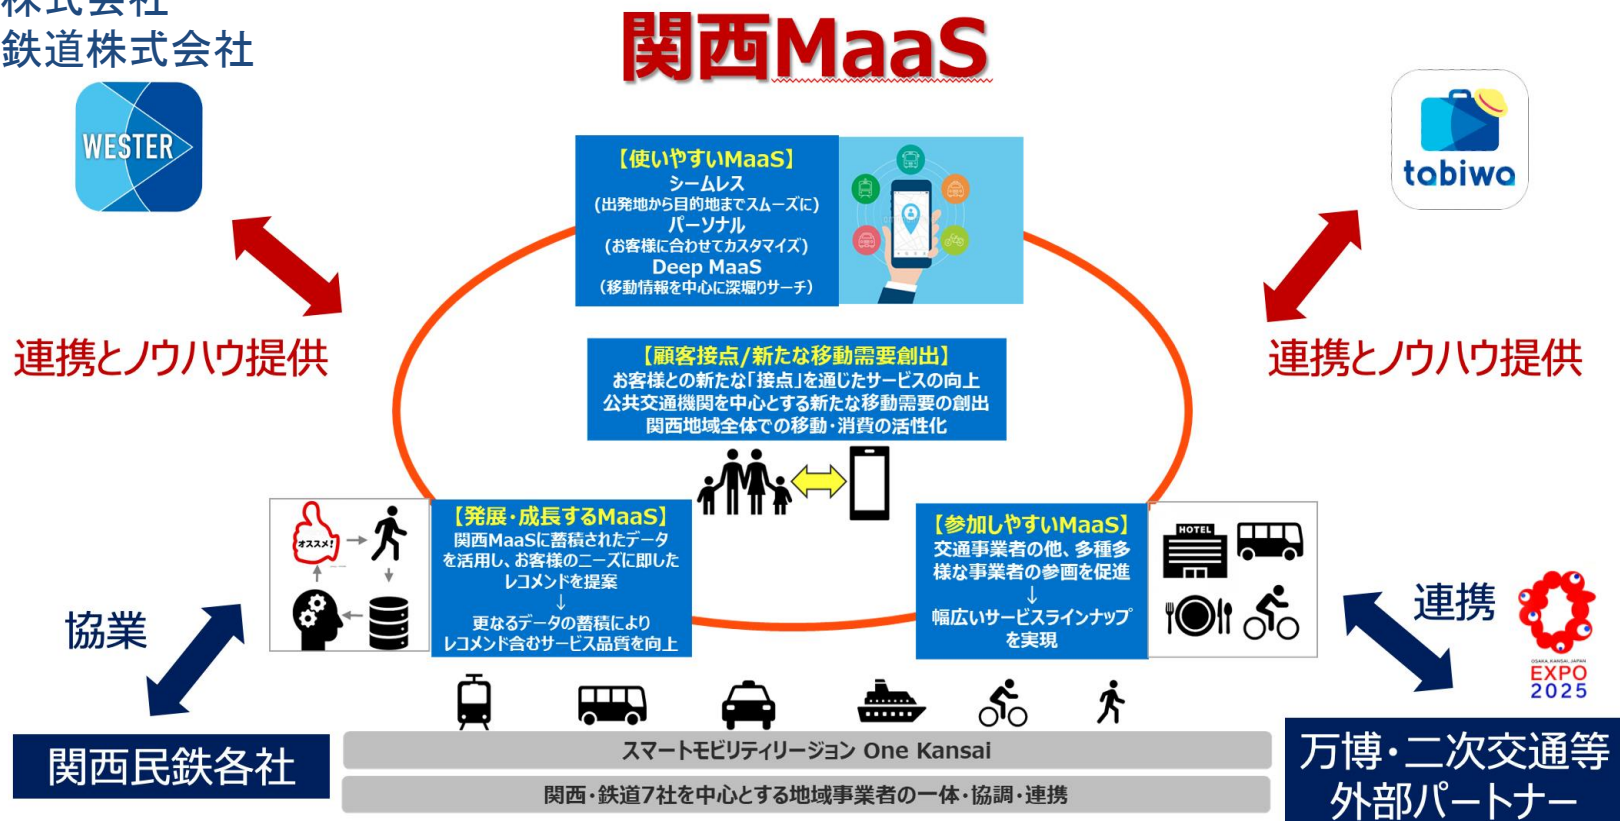 株式会社
鉄道株式会社
関西MaaS
WESTER
tabiwa
【使いやすいMaaS】
シームレス
(出発地から目的地までスムーズに)
パーソナル
(お客様に合わせてカスタマイズ)
Deep MaaS
(移動情報を中心に深堀りサーチ)
連携とノウハウ提供
連携とノウハウ提供
【顧客接点/新たな移動需要創出】
お客様との新たな「接点」を通じたサービスの向上
公共交通機関を中心とする新たな移動需要の創出
関西地域全体での移動・消費の活性化
オススメ!
【発展・成長するMaaS】
関西MaaSに蓄積されたデータ
を活用し、お客様のニーズに即した
レコメンドを提案
↓
更なるデータの蓄積により
レコメンド含むサービス品質を向上
【参加しやすいMaaS】
交通事業者の他、多種多
様な事業者の参画を促進
↓
幅広いサービスラインナップ
を実現
HOTEL
協業
連携
OSAKA, KANSAI, JAPAN
EXPO
2025
関西民鉄各社
スマートモビリティリージョン One Kansai
関西・鉄道7社を中心とする地域事業者の一体・協調・連携
万博・二次交通等
外部パートナー